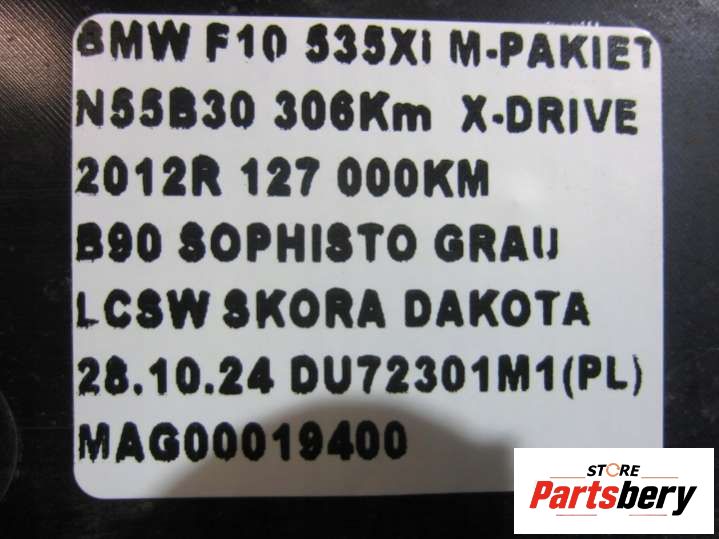 BMW F10 535Xi M-PAKIET
N55B30 306Km X-DRIVE
2012R 127 000KM
B90 SOPHISTO GRAU
LCSW SKORA DAKOTA
28.10.24 DU72301M1(PL)
MAG00019400
STORE
Partsbery